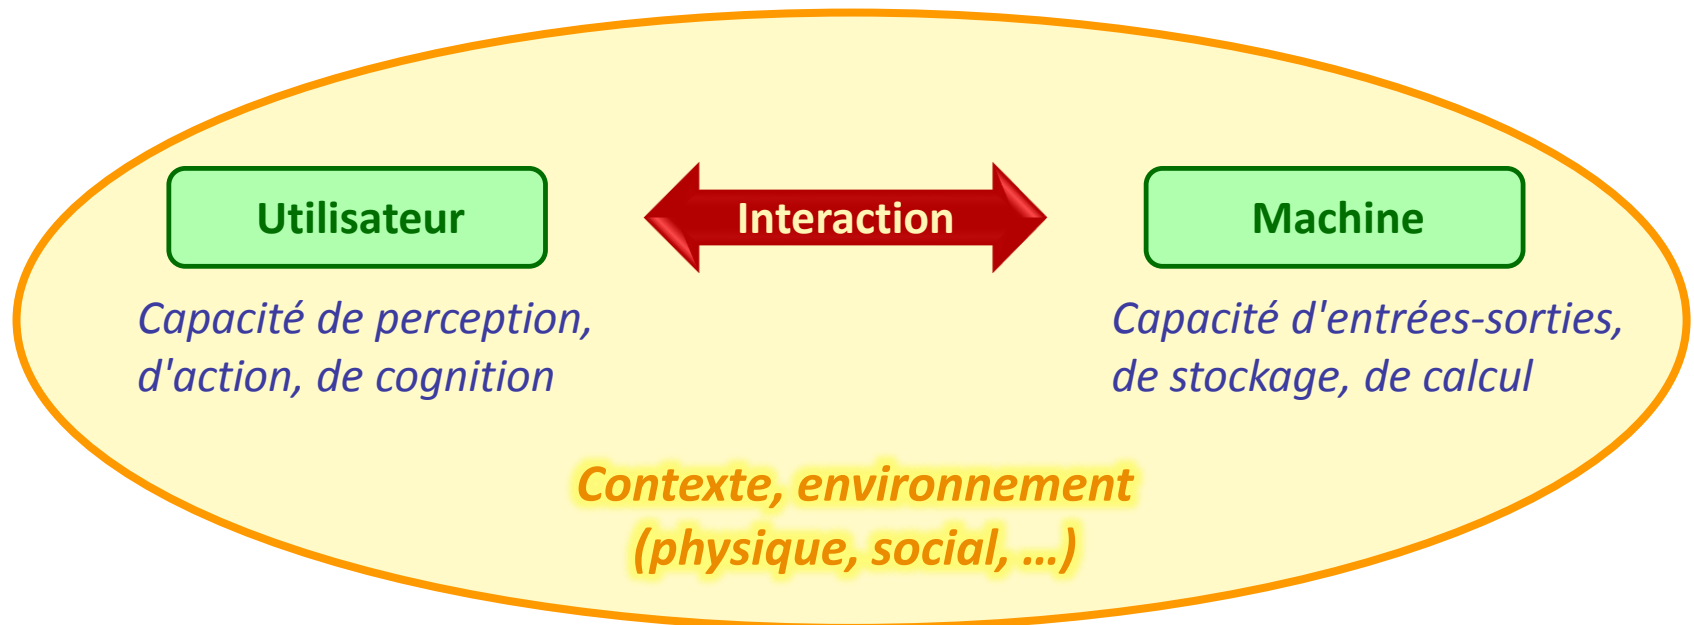 Utilisateur
Interaction
Machine
Capacité de perception,
d'action, de cognition
Capacité d'entrées-sorties,
de stockage, de calcul
Contexte, environnement
(physique, social, …)